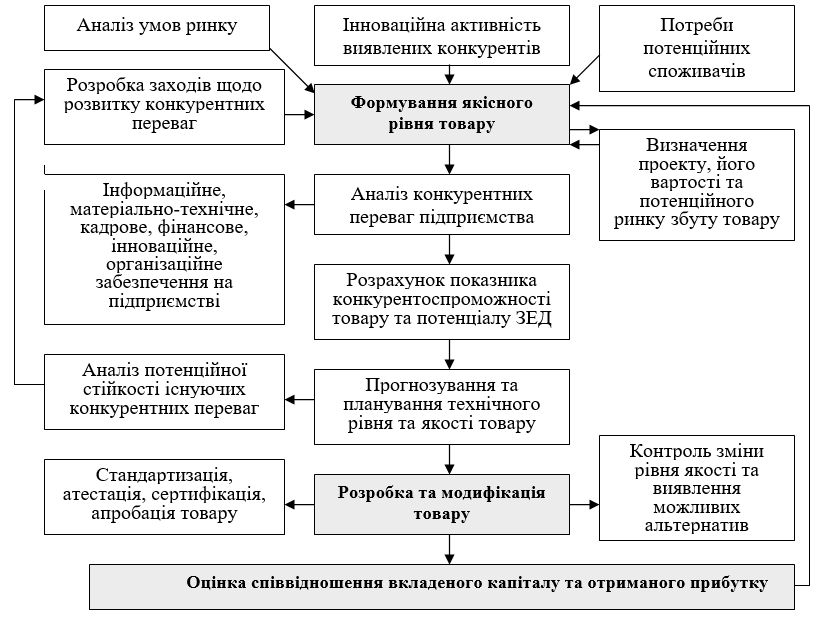 Аналіз умов ринку
Інноваційна активність
виявлених конкурентів
Потреби
потенційних
споживачів
Розробка заходів щодо
розвитку конкурентних
переваг
Формування якісного
рівня товару
Визначення
проекту, його
вартості та
потенційного
ринку збуту товару
Інформаційне,
матеріально-технічне,
кадрове, фінансове,
інноваційне,
організаційне
забезпечення на
підприємстві
Аналіз конкурентних
переваг підприємства
Розрахунок показника
конкурентоспроможності
товару та потенціалу ЗЕД
Аналіз потенційної
стійкості існуючих
конкурентних переваг
Прогнозування та
планування технічного
рівня та якості товару
Контроль зміни
рівня якості та
виявлення
можливих
альтернатив
Стандартизація,
атестація, сертифікація,
апробація товару
Розробка та модифікація
товару
Оцінка співвідношення вкладеного капіталу та отриманого прибутку